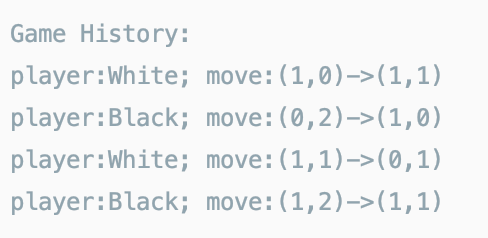 Game History:
player:White; move:(1,0)->(1,1)
player:Black; move:(0,2)->(1,0)
player:White; move:(1,1)->(0,1)
player:Black; move:(1,2)->(1,1)